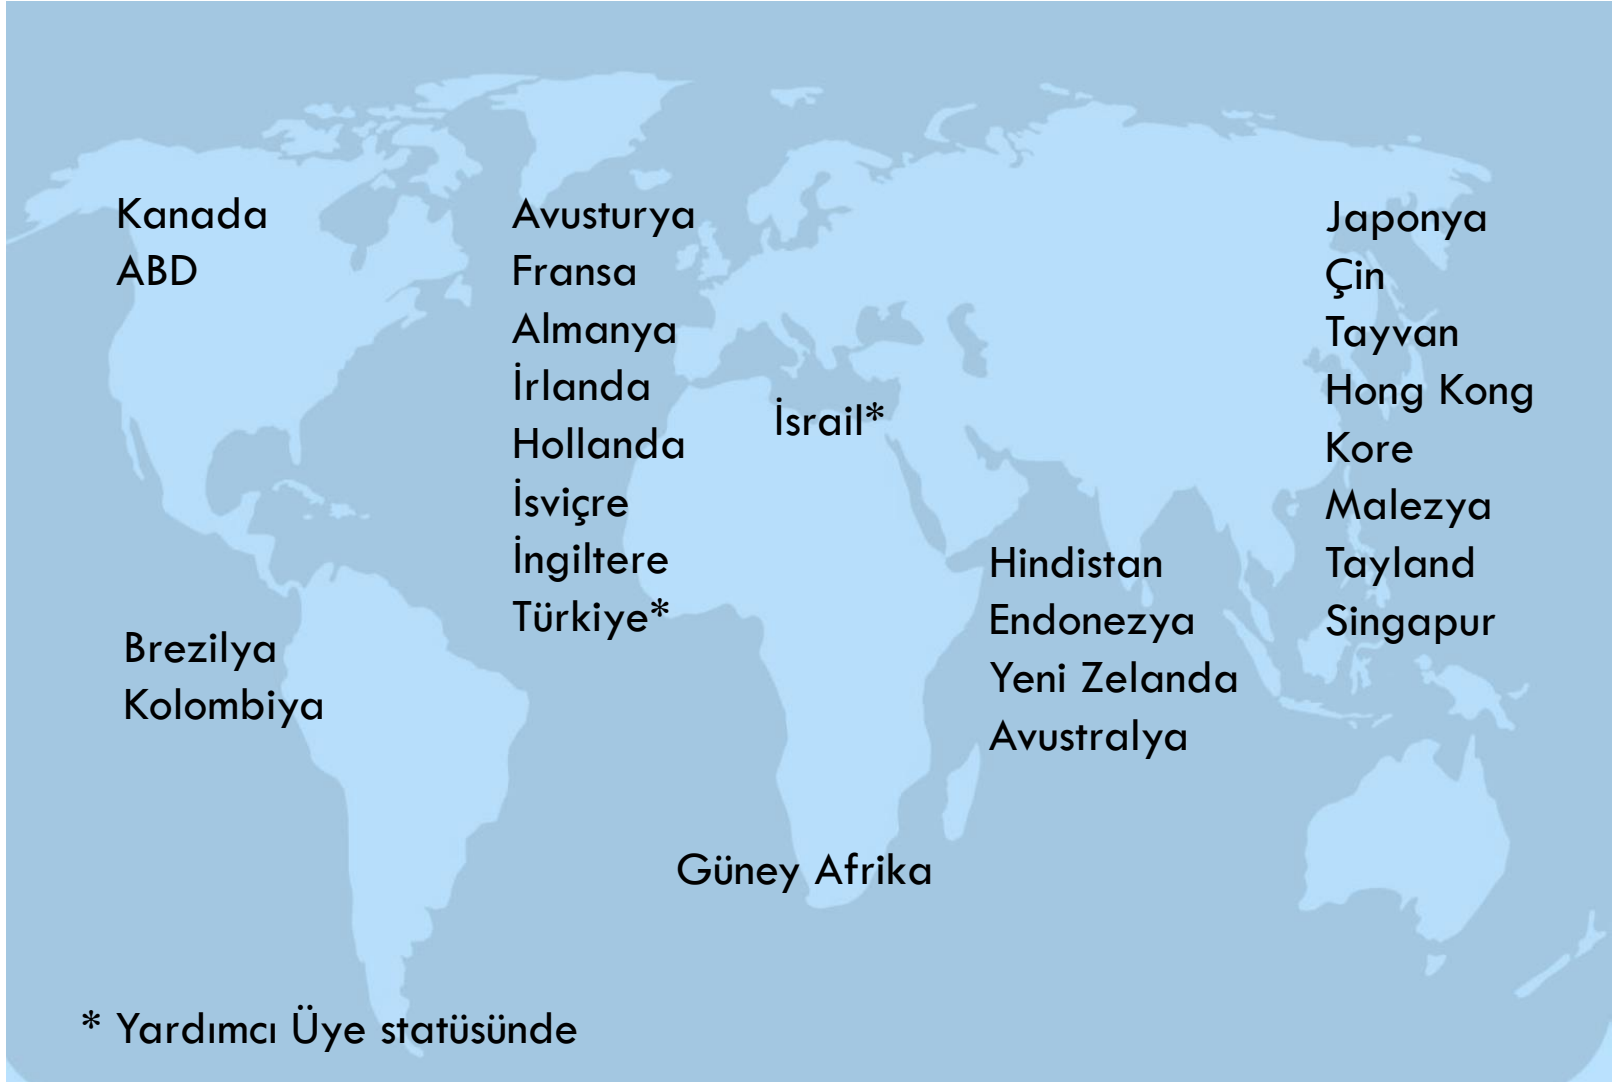 Kanada
ABD
Avusturya
Fransa
Almanya
İrlanda
Hollanda
İsviçre
İngiltere
Türkiye*
İsrail*
Japonya
Çin
Tayvan
Hong Kong
Kore
Malezya
Tayland
Singapur
Hindistan
Endonezya
Yeni Zelanda
Avustralya
Brezilya
Kolombiya
Güney Afrika
* Yardımcı Üye statüsünde